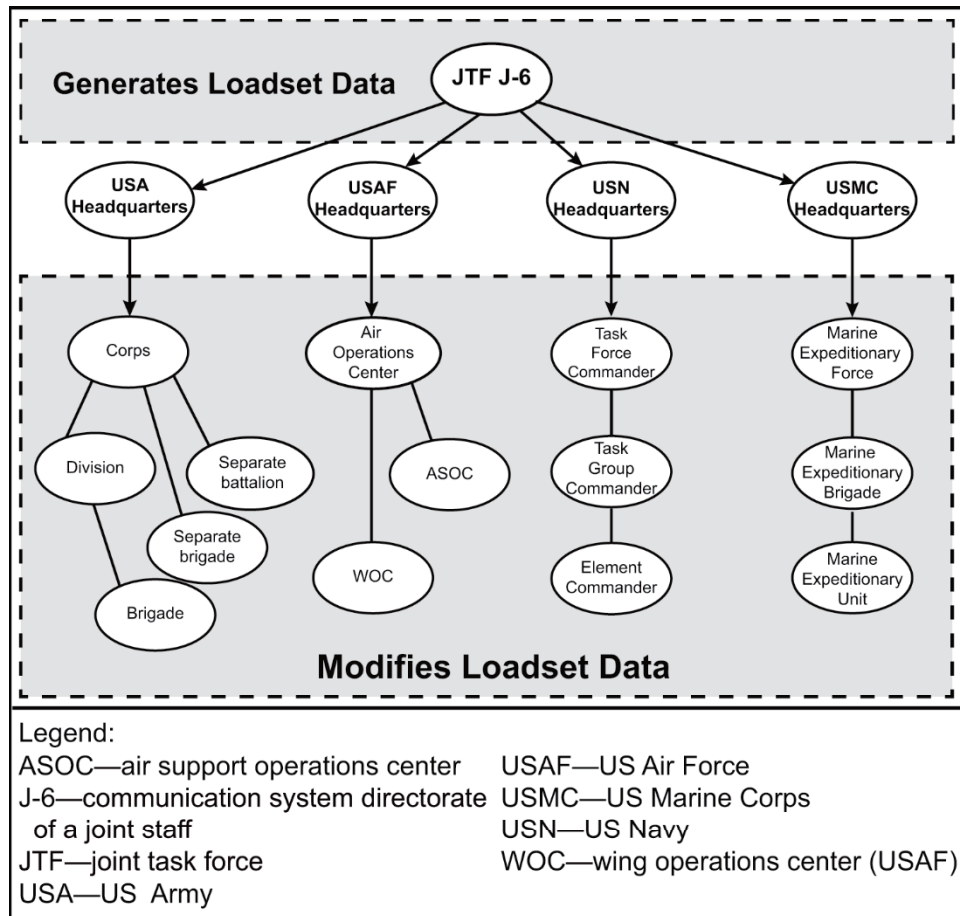 Generates Loadset Data
JTF J-6
USA
Headquarters
USAF
Headquarters
USN
Headquarters
USMC
Headquarters
Corps
Division
Separate
battalion
Separate
brigade
Brigade
Air
Operations
Center
ASOC
WOC
Task
Force
Commander
Task
Group
Commander
Element
Commander
Marine
Expeditionary
Force
Marine
Expeditionary
Brigade
Marine
Expeditionary
Unit
Modifies Loadset Data
Legend:
ASOC—air support operations center
J-6—communication system directorate
of a joint staff
JTF—joint task force
USA—US Army
USAF—US Air Force
USMC—US Marine Corps
USN—US Navy
WOC—wing operations center (USAF)